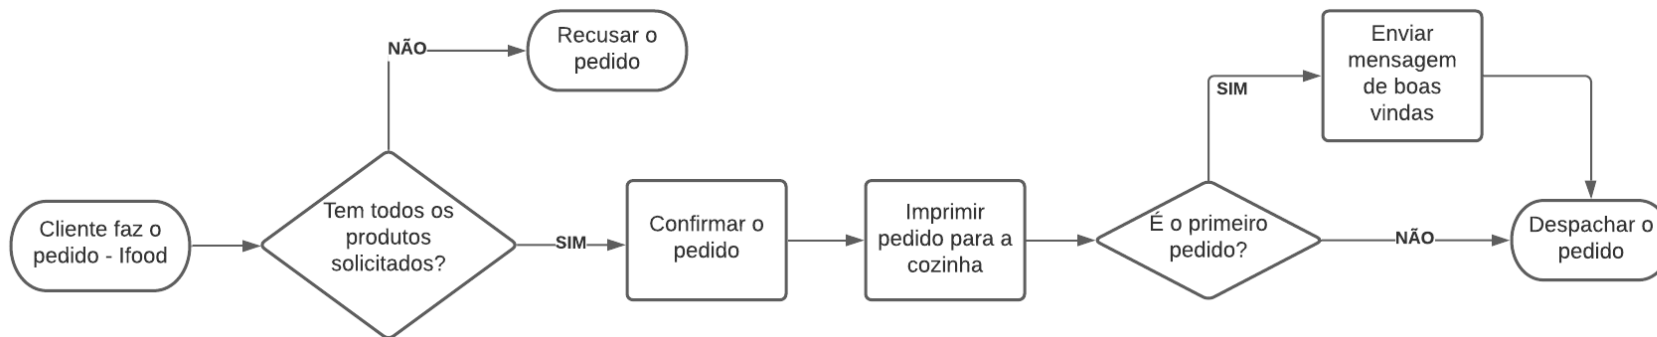 Cliente faz o
pedido - Ifood
Tem todos os
produtos
solicitados?
NÃO
Recusar o
pedido
SIM
Confirmar o
pedido
Imprimir
pedido para a
cozinha
É o primeiro
pedido?
SIM
Enviar
mensagem
de boas
vindas
NÃO
Despachar o
pedido